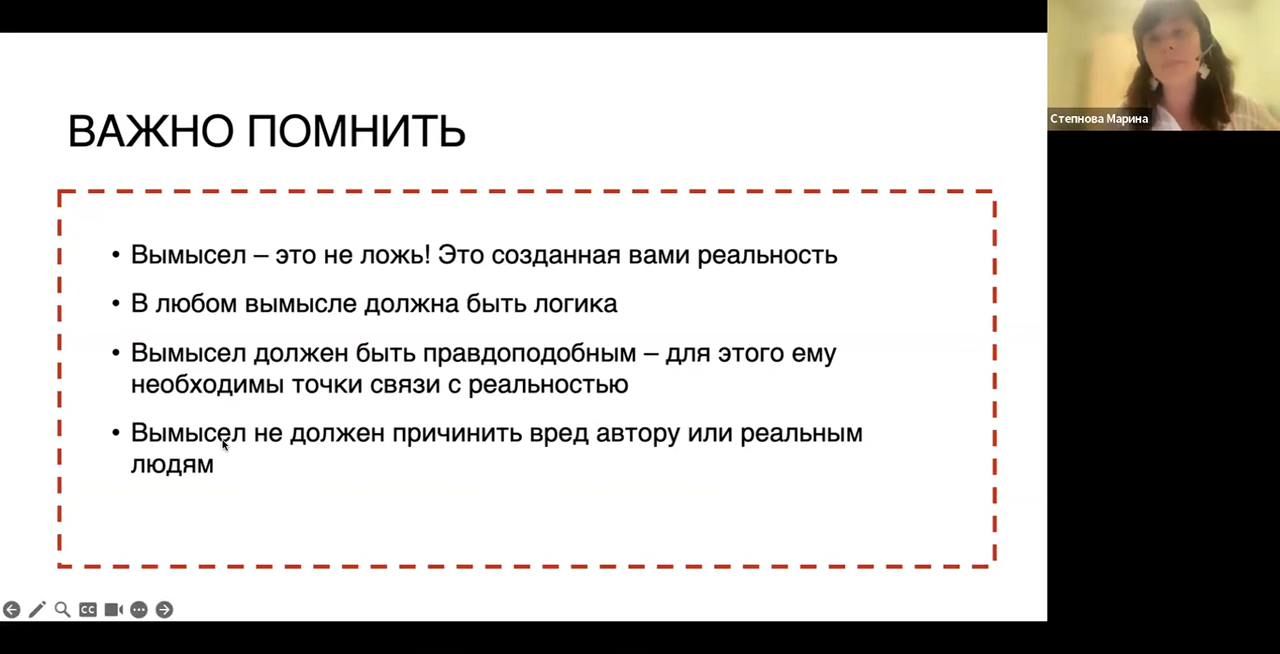 ВАЖНО ПОМНИТЬ
• Вымысел – это не ложь! Это созданная вами реальность
• В любом вымысле должна быть логика
• Вымысел должен быть правдоподобным – для этого ему
необходимы точки связи с реальностью
• Вымысел не должен причинить вред автору или реальным
людям
Степнова Марина
CC